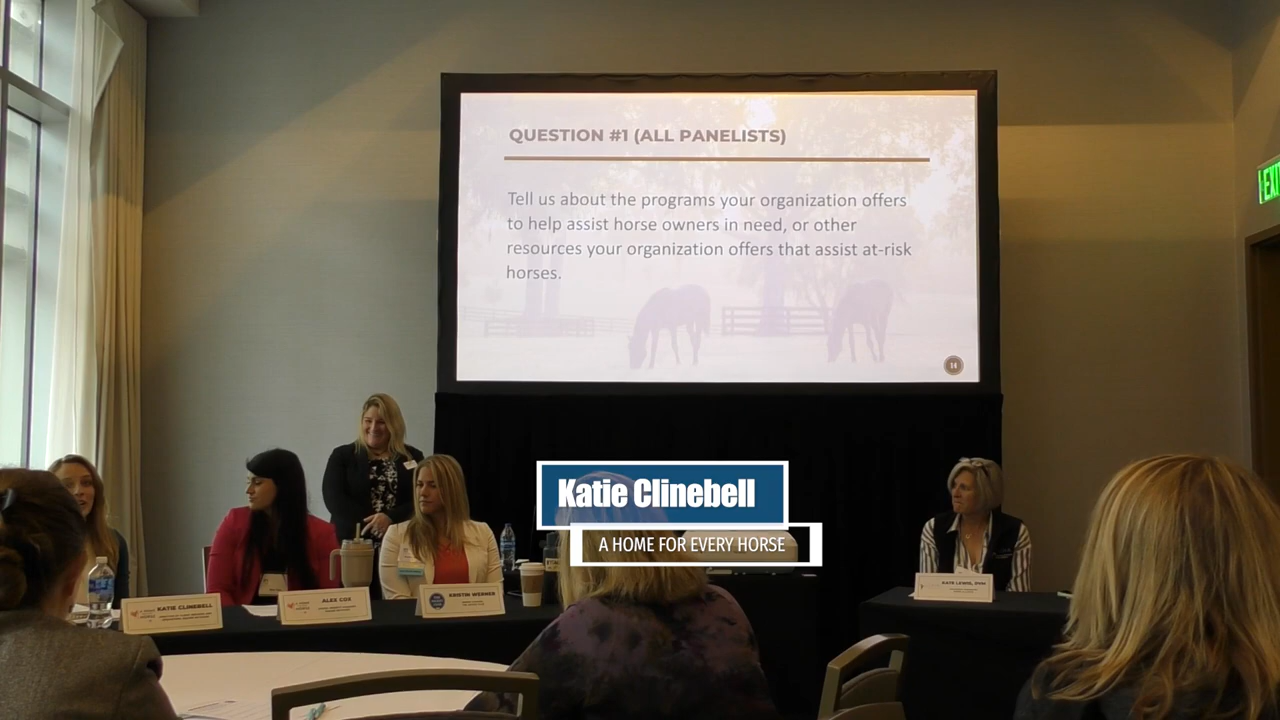 QUESTION #1 (ALL PANELISTS)
Tell us about the programs your organization offers
to help assist horse owners in need, or other
resources your organization offers that assist at-risk
horses.
14
EXIT
Katie Clinebell
A HOME FOR EVERY HORSE
KATIE CLINEBELL
ALEX COX
KRISTIN WERNER
KATE LEWIS, DVM